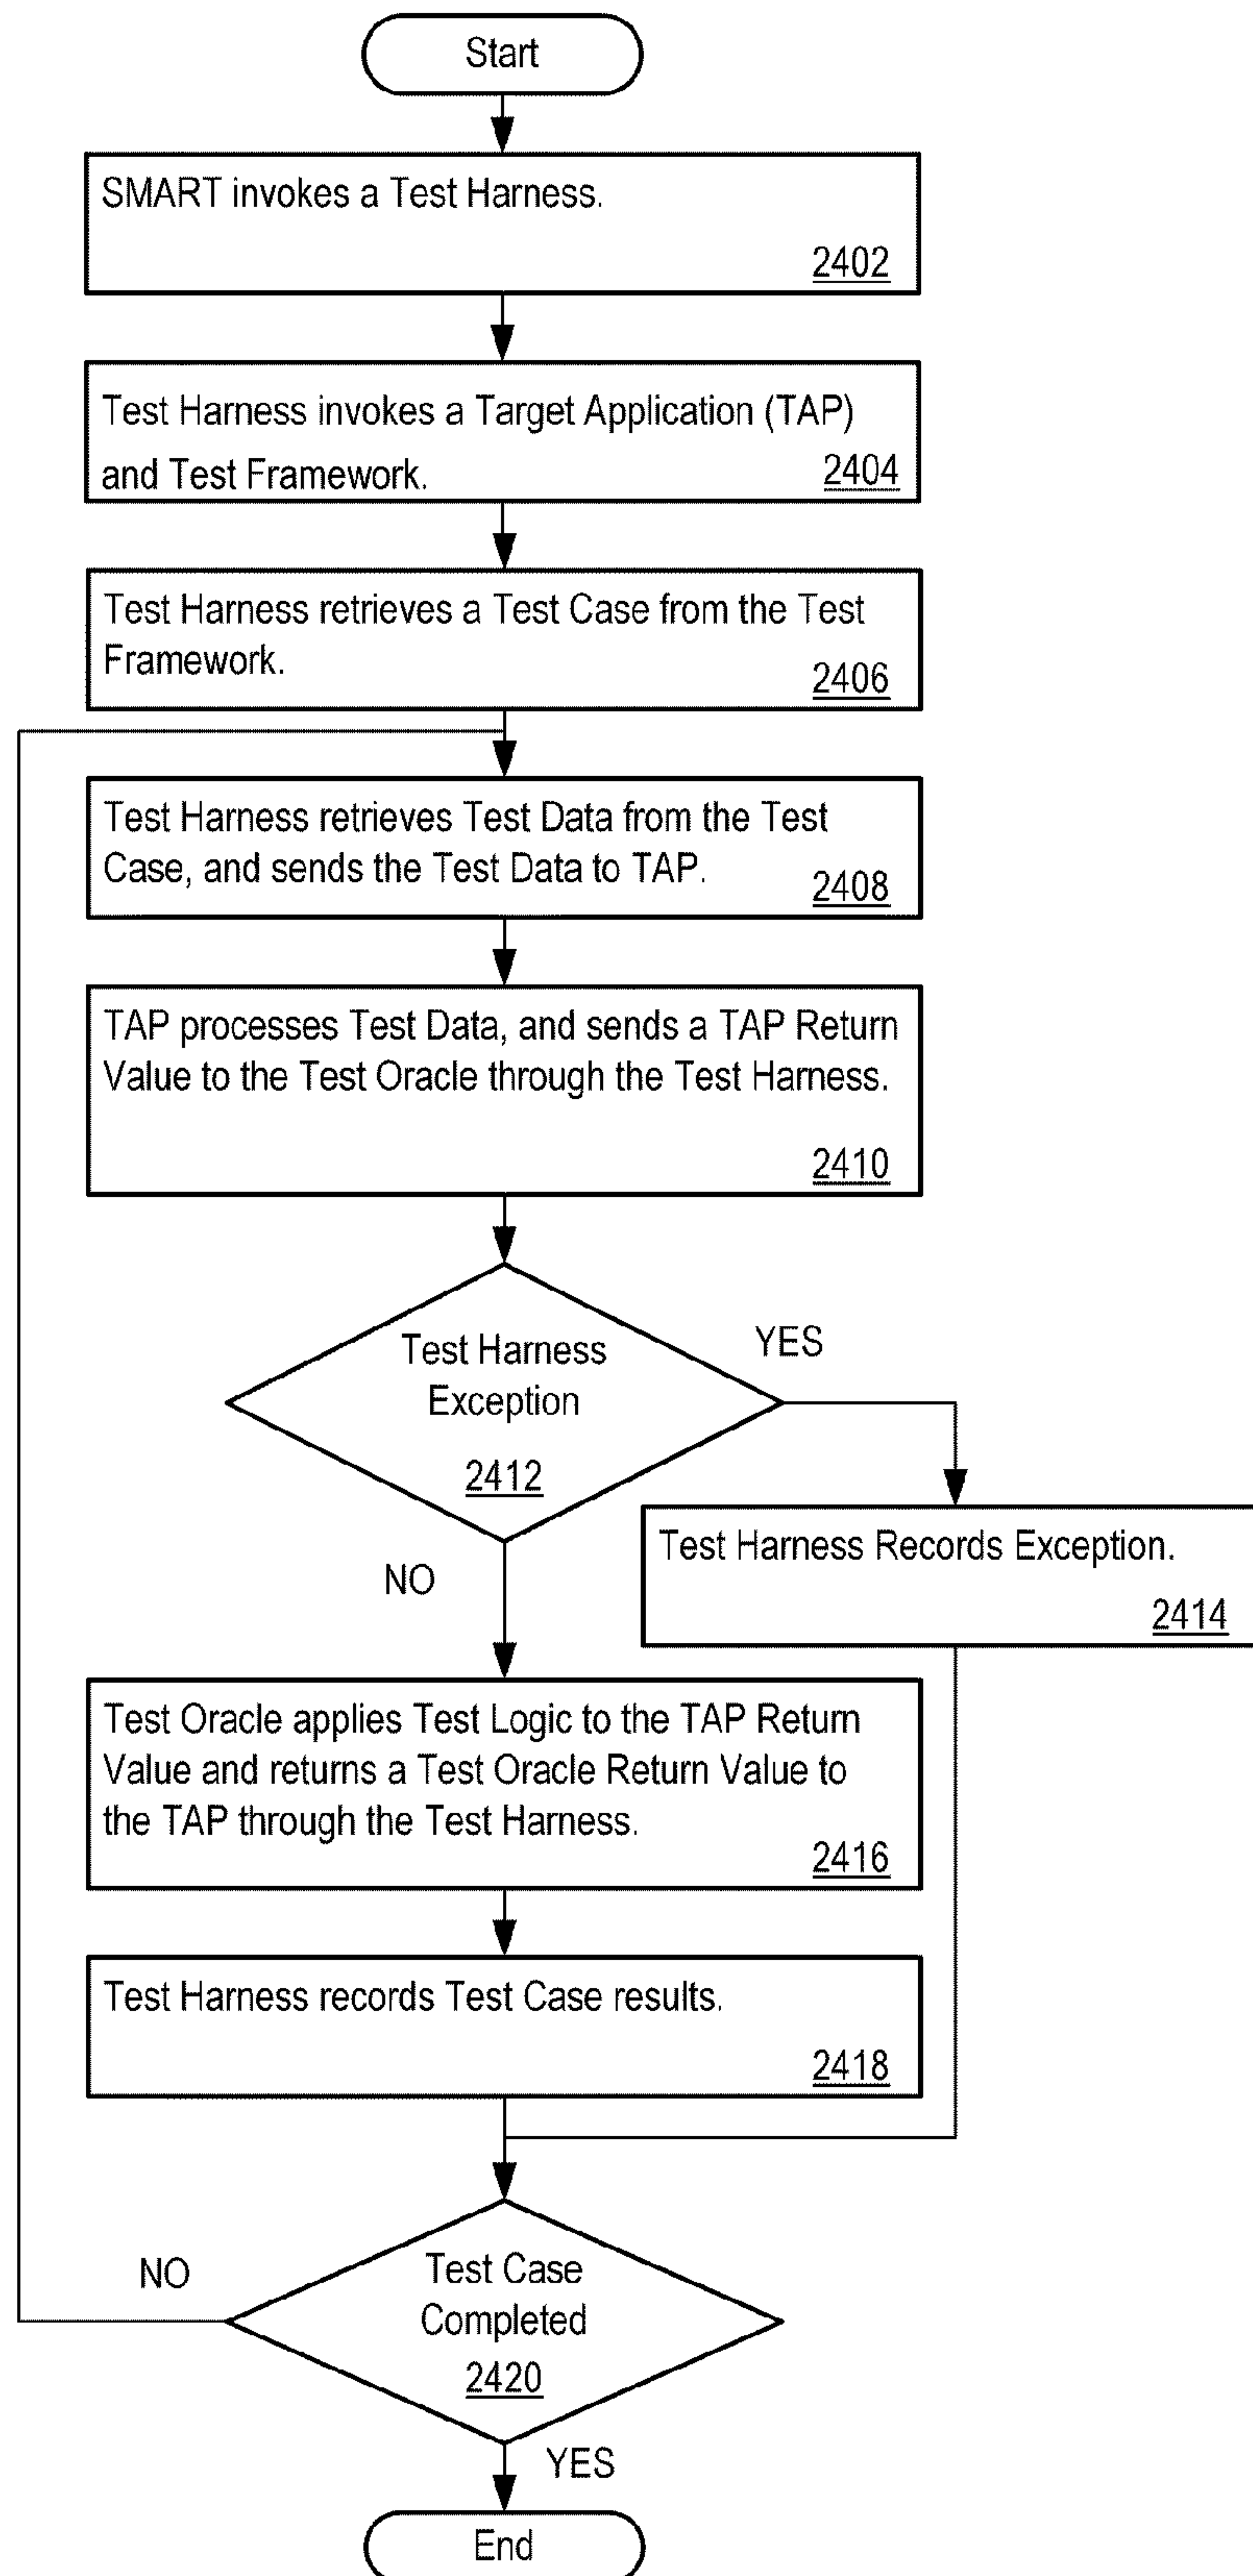 Start
SMART invokes a Test Harness.
2402
Test Harness invokes a Target Application (TAP)
and Test Framework.
2404
Test Harness retrieves a Test Case from the Test
Framework.
2406
Test Harness retrieves Test Data from the Test
Case, and sends the Test Data to TAP.
2408
TAP processes Test Data, and sends a TAP Return
Value to the Test Oracle through the Test Harness.
2410
Test Harness
Exception
2412
YES
NO
Test Harness Records Exception.
2414
Test Oracle applies Test Logic to the TAP Return
Value and returns a Test Oracle Return Value to
the TAP through the Test Harness.
2416
Test Harness records Test Case results.
2418
Test Case
Completed
2420
NO
YES
End